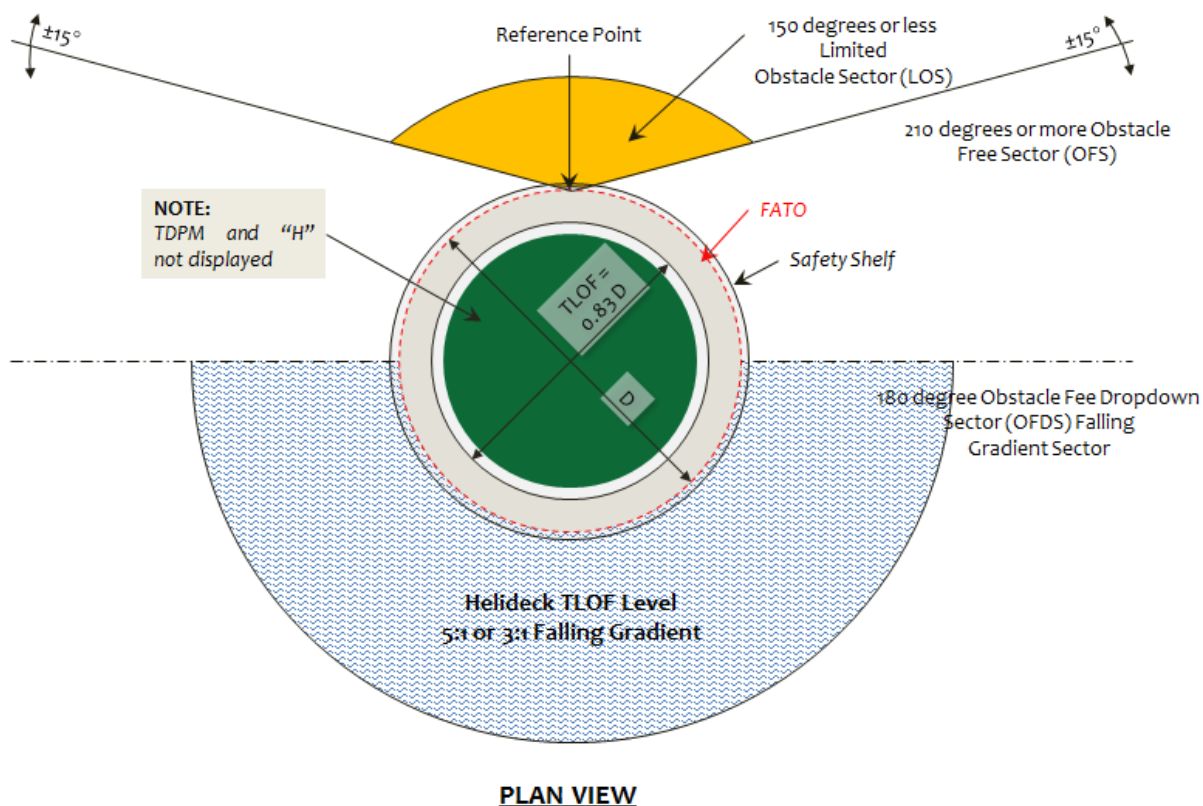 ±15°
Reference Point
150 degrees or less
Limited
Obstacle Sector (LOS)
±15°
210 degrees or more Obstacle
Free Sector (OFS)
NOTE:
TDPM and “H”
not displayed
FATO
Safety Shelf
TLOF =
0.83 D
D
180 degree Obstacle Fee Dropdown
Sector (OFDS) Falling
Gradient Sector
Helideck TLOF Level
5:1 or 3:1 Falling Gradient
PLAN VIEW